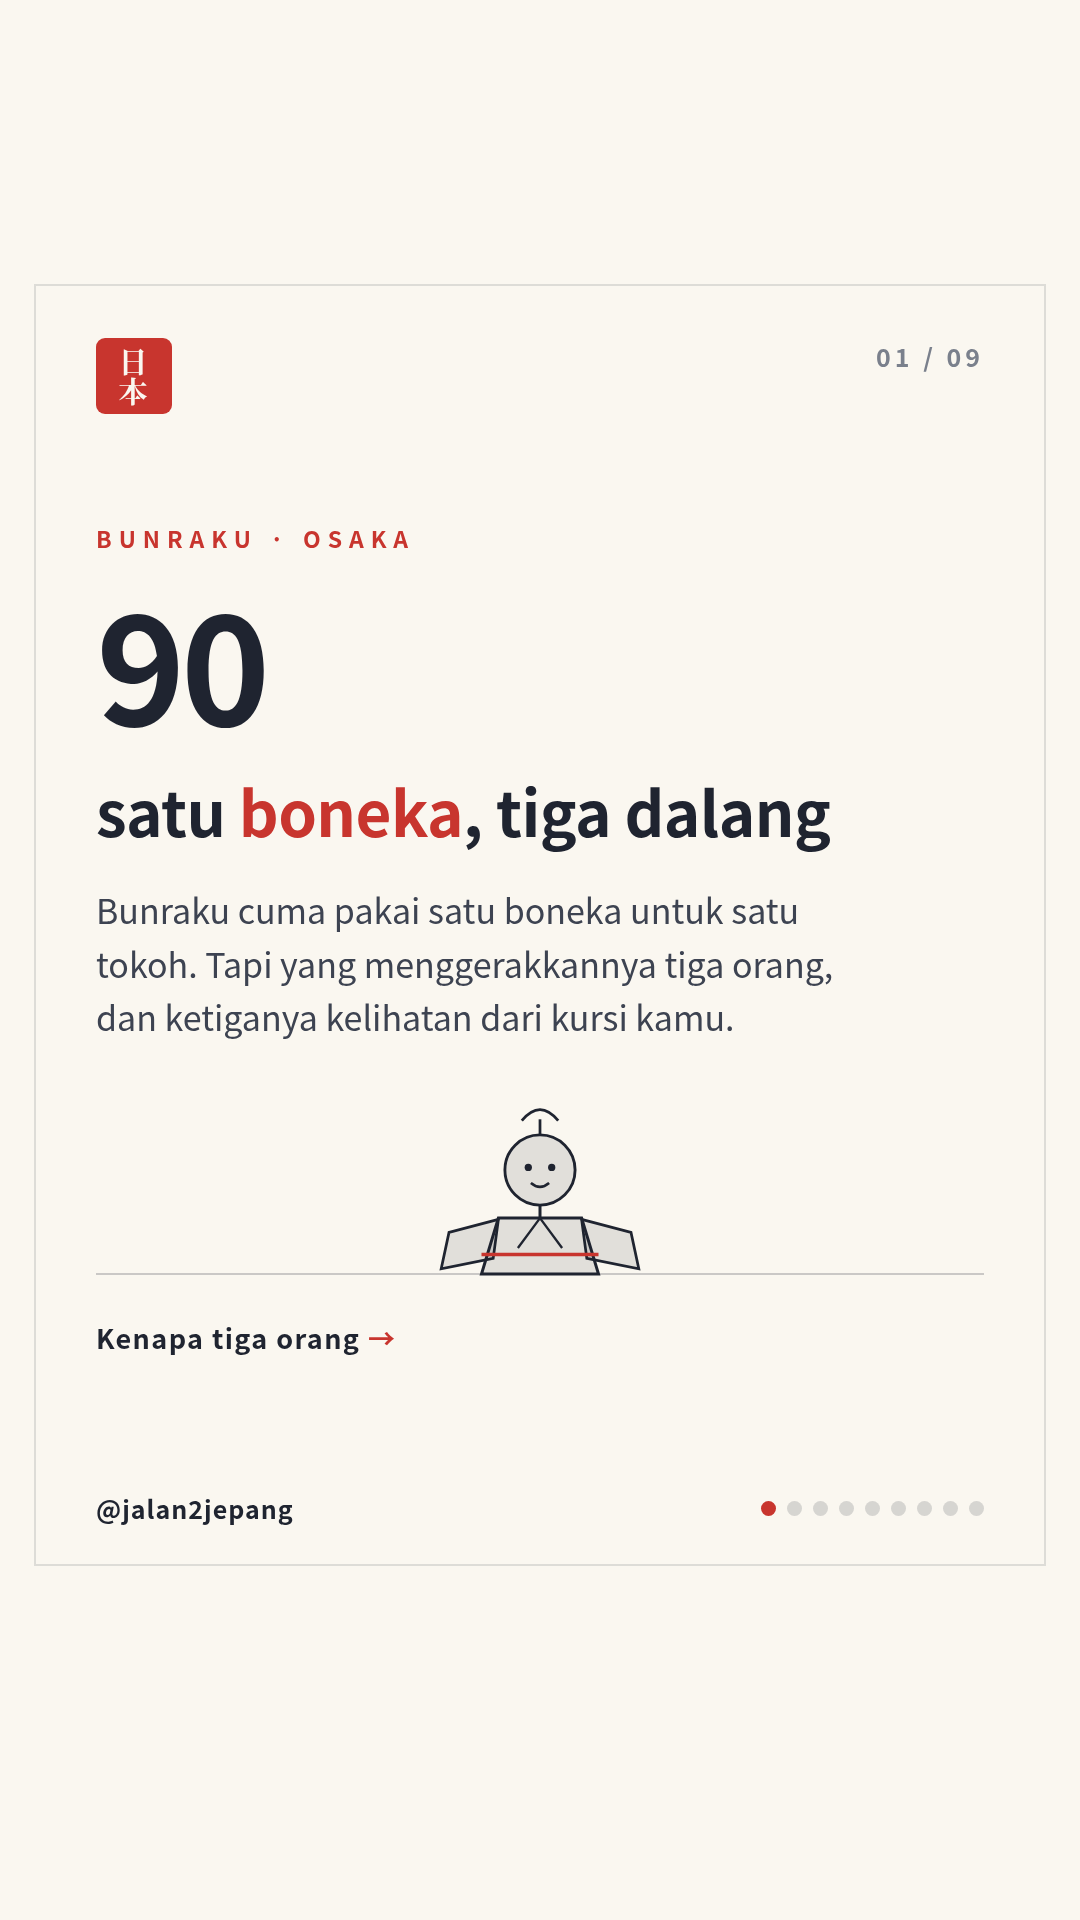 日
本
01 / 09
BUNRAKU · OSAKA
90
satu boneka, tiga dalang
Bunraku cuma pakai satu boneka untuk satu
tokoh. Tapi yang menggerakkannya tiga orang,
dan ketiganya kelihatan dari kursi kamu.
Kenapa tiga orang →
@jalan2jepang